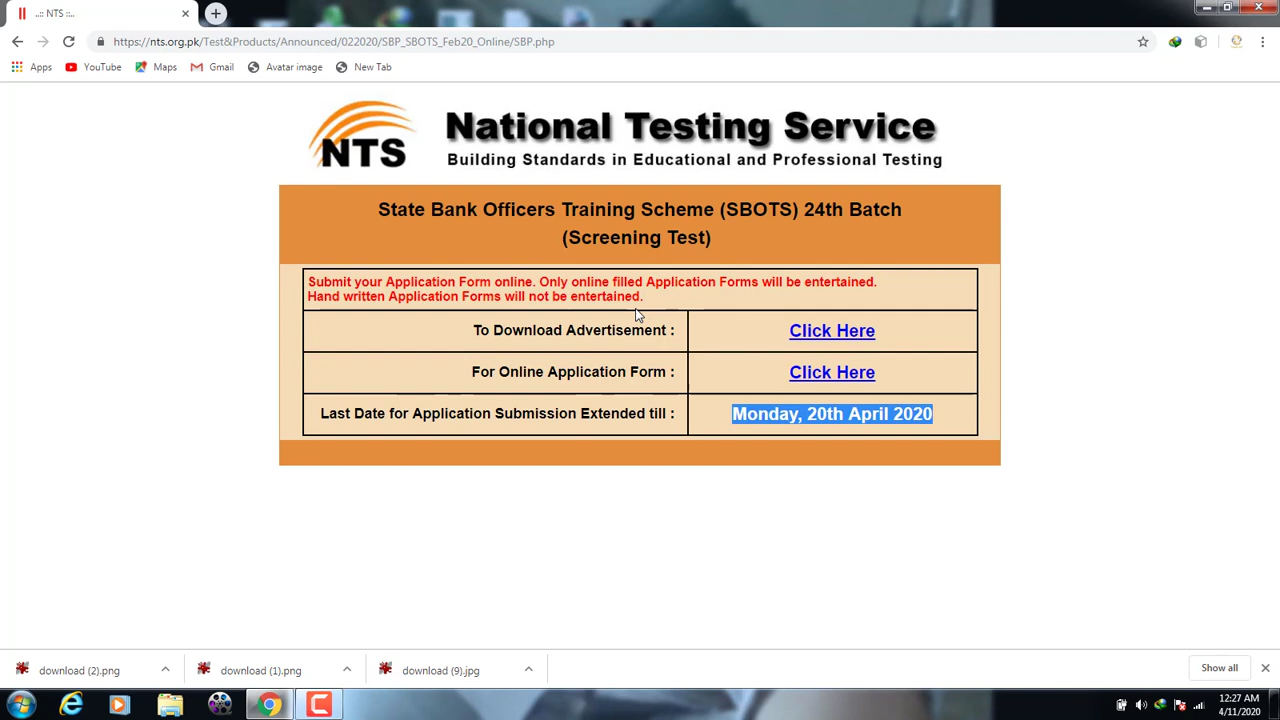 ..:: NTS ::..
https://nts.org.pk/Test&Products/Announced/022020/SBP_SBOTS_Feb20_Online/SBP.php
Apps YouTube Maps Gmail Avatar image New Tab
NTS
National Testing Service
Building Standards in Educational and Professional Testing
State Bank Officers Training Scheme (SBOTS) 24th Batch
(Screening Test)
Submit your Application Form online. Only online filled Application Forms will be entertained.
Hand written Application Forms will not be entertained.
To Download Advertisement : Click Here
For Online Application Form : Click Here
Last Date for Application Submission Extended till : Monday, 20th April 2020
download (2).png download (1).png download (9).jpg Show all
12:27 AM
4/11/2020